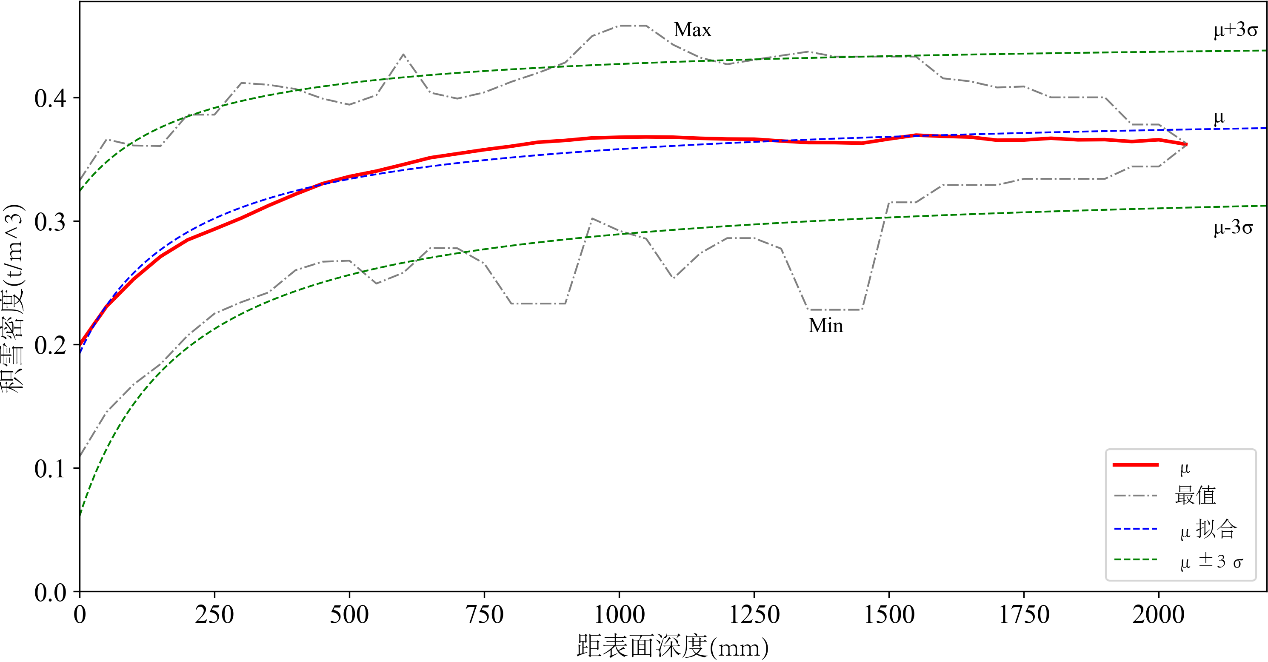 Max
μ+3σ
0.4
μ
0.3
μ-3σ
积雪密度(t/m^3)
0.2
Min
0.1
μ
最值
μ 拟合
μ ±3 σ
0.0
0 250 500 750 1000 1250 1500 1750 2000
距表面深度(mm)